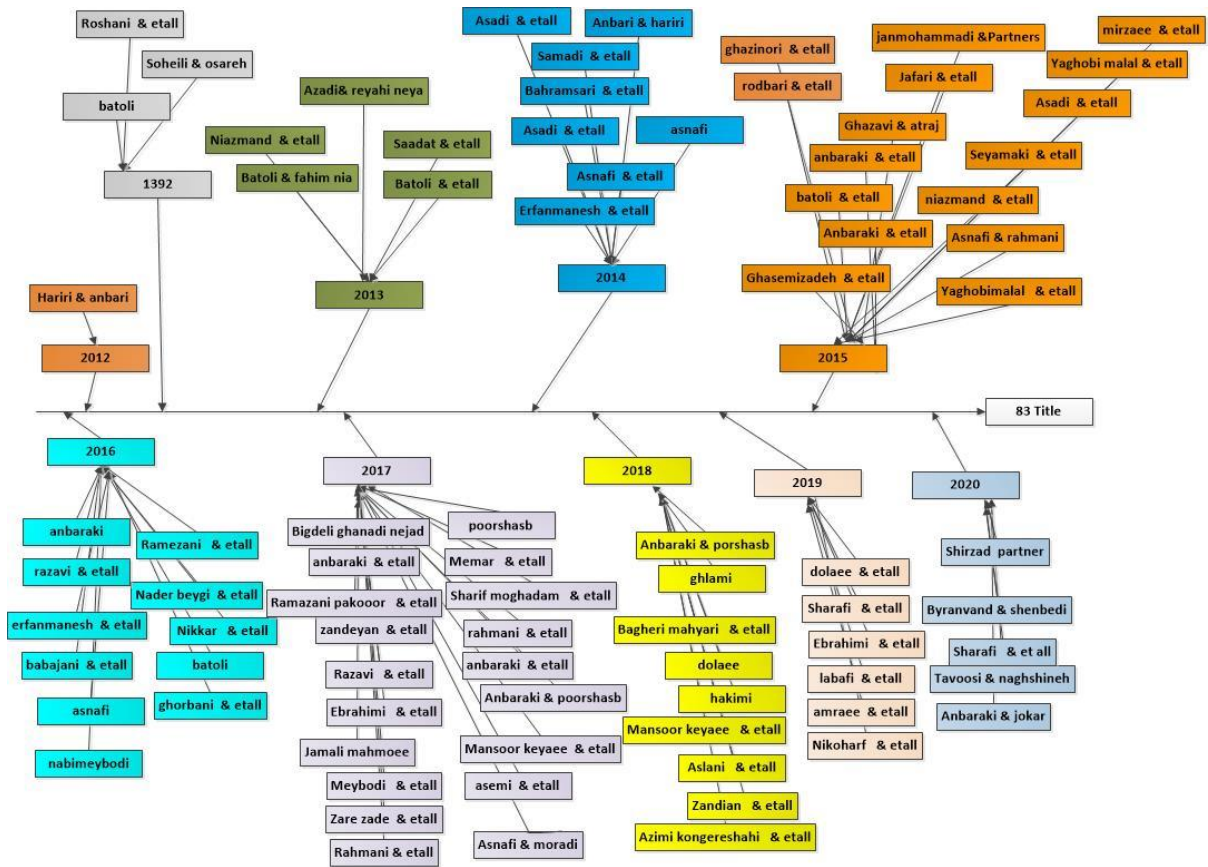 Roshani & etall
Soheili & osareh
batoli
1392
Hariri & anbari
2012
Azadi& reyahi neya
Niazmand & etall
Saadat & etall
Batoli & fahim nia
Batoli & etall
2013
Asadi & etall
Anbari & hariri
Samadi & etall
Bahramsari & etall
Asadi & etall
asnafi
Asnafi & etall
Erfanmanesh & etall
2014
ghazinori & etall
rodbari & etall
janmohammadi &Partners
mirzaee & etall
Yaghobi malal & etall
Jafari & etall
Asadi & etall
Ghazavi & atraj
anbaraki & etall
Seyamaki & etall
batoli & etall
niazmand & etall
Anbaraki & etall
Asnafi & rahmani
Ghasemizadeh & etall
Yaghobimalal & etall
2015
83 Title
2016
anbaraki
Ramezani & etall
razavi & etall
Nader beygi & etall
erfanmanesh & etall
Nikkar & etall
babajani & etall
batoli
asnafi
ghorbani & etall
nabimeybodi
2017
Bigdeli ghanadi nejad
poorshasb
anbaraki & etall
Memar & etall
Ramazani pakooor & etall
Sharif moghadam & etall
zandeyan & etall
rahmani & etall
Razavi & etall
anbaraki & etall
Ebrahimi & etall
Anbaraki & poorshasb
Jamali mahmoee
Mansoor keyaee & etall
Meybodi & etall
asemi & etall
Zare zade & etall
Rahmani & etall
Asnafi & moradi
2018
Anbaraki & porshasb
ghlami
Bagheri mahyari & etall
dolaee
hakimi
Mansoor keyaee & etall
Aslani & etall
Zandian & etall
Azimi kongereshahi & etall
2019
dolaee & etall
Sharafi & etall
Ebrahimi & etall
labafi & etall
amraee & etall
Nikoharf & etall
2020
Shirzad partner
Byranvand & shenbedi
Sharafi & et all
Tavoosi & naghshineh
Anbaraki & jokar